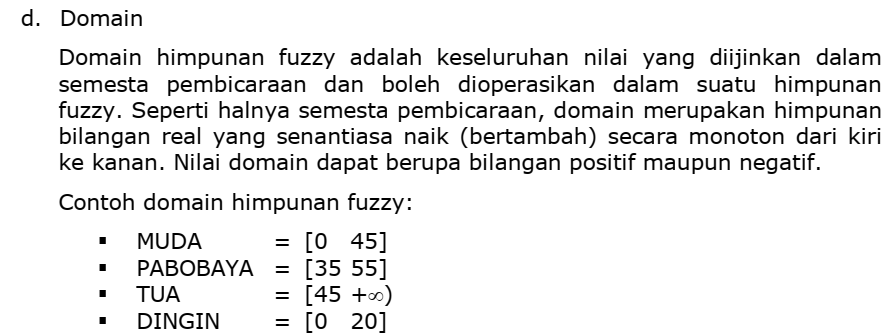 d. Domain
Domain himpunan fuzzy adalah keseluruhan nilai yang diijinkan dalam
semesta pembicaraan dan boleh dioperasikan dalam suatu himpunan
fuzzy. Seperti halnya semesta pembicaraan, domain merupakan himpunan
bilangan real yang senantiasa naik (bertambah) secara monoton dari kiri
ke kanan. Nilai domain dapat berupa bilangan positif maupun negatif.
Contoh domain himpunan fuzzy:
▪ MUDA = [0 45]
▪ PABOBAYA = [35 55]
▪ TUA = [45 +∞)
▪ DINGIN = [0 20]